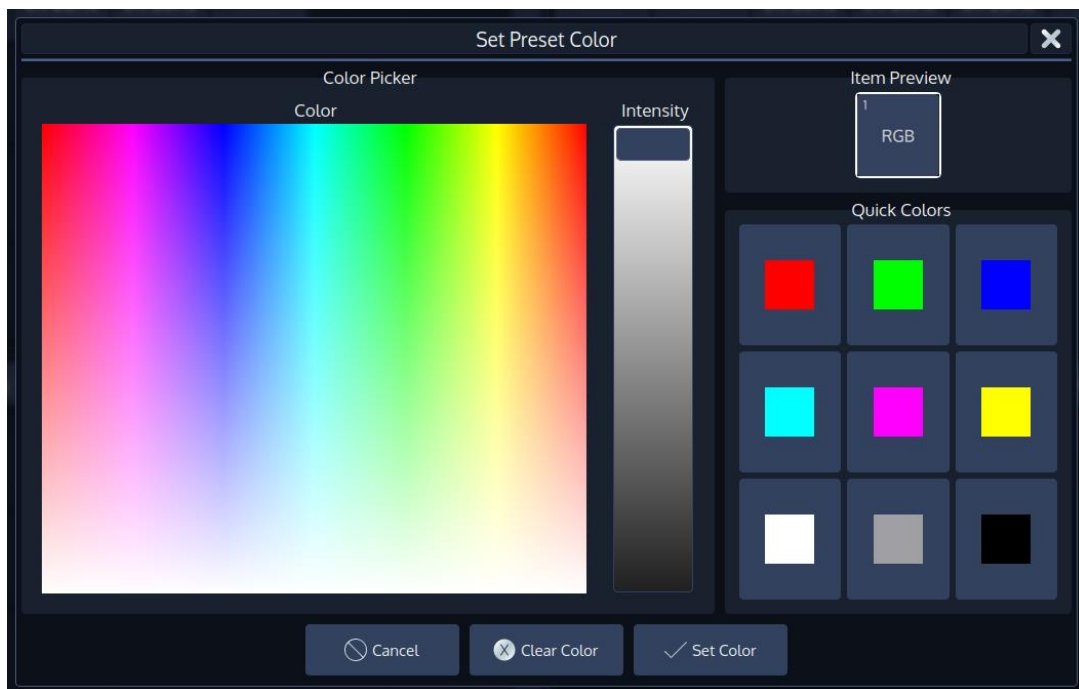 Set Preset Color
Color Picker
Color
Intensity
Item Preview
1
RGB
Quick Colors
Cancel
X Clear Color
Set Color